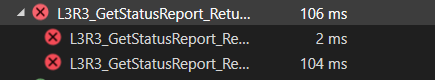 L3R3_GetStatusReport_Retu... 106 ms
L3R3_GetStatusReport_Re... 2 ms
L3R3_GetStatusReport_Re... 104 ms